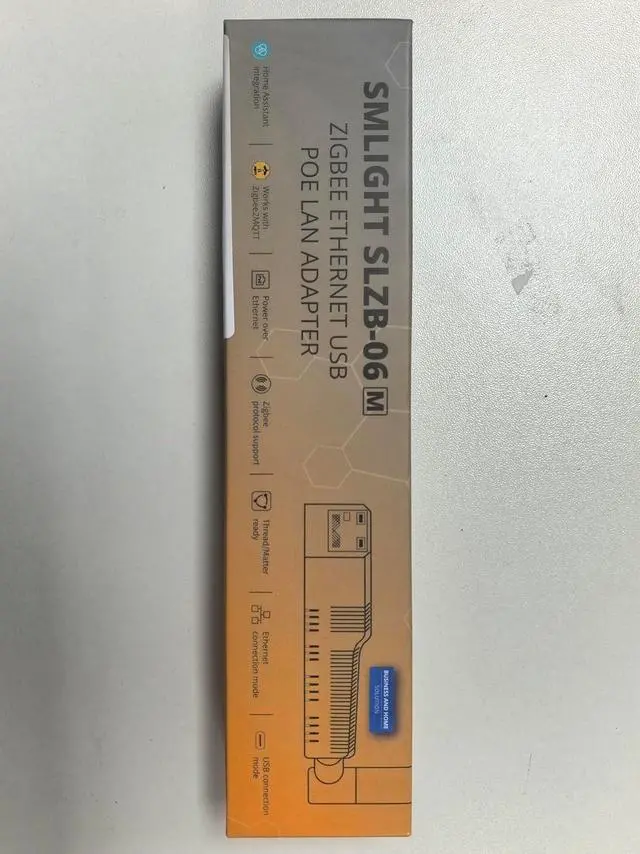 SMLIGHT SLZB-06 M
ZIGBEE ETHERNET USB
POE LAN ADAPTER
BUSINESS AND HOME
SOLUTION
Home Assistant
integration
Works with
Zigbee2MQTT
Power over
Ethernet
Zigbee
protocol support
Thread/Matter
ready
Ethernet
connection mode
USB connection
mode